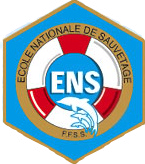 ECOLE NATIONALE DE SAUVETAGE
ENS
F.F.S.S.